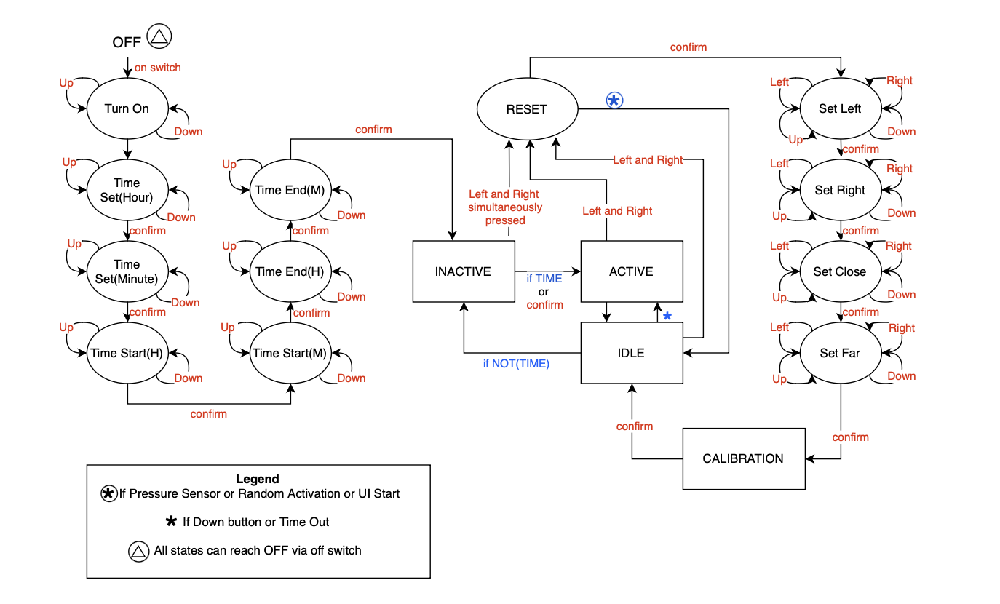 OFF
on switch
Up
Turn On
Down
Up
Time
Set(Hour)
Down
confirm
Up
Time
Set(Minute)
Down
confirm
Up
Time Start(H)
Down
confirm
Up
Time Start(M)
Down
confirm
Up
Time End(H)
Down
confirm
Up
Time End(M)
Down
confirm
INACTIVE
Left and Right
simultaneously
pressed
if TIME
or
confirm
ACTIVE
Left and Right
*
IDLE
if NOT(TIME)
Left and Right
RESET
*
confirm
Left
Right
Set Left
Up
Down
confirm
Left
Right
Set Right
Up
Down
confirm
Left
Right
Set Close
Up
Down
confirm
Left
Right
Set Far
Up
Down
confirm
CALIBRATION
confirm
Legend
* If Pressure Sensor or Random Activation or UI Start
* If Down button or Time Out
All states can reach OFF via off switch